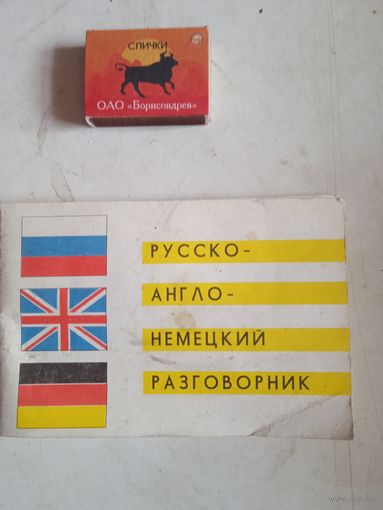 СПИЧКИ
ОАО «Борисовдрев»
РУССКО-
АНГЛО-
НЕМЕЦКИЙ
РАЗГОВОРНИК